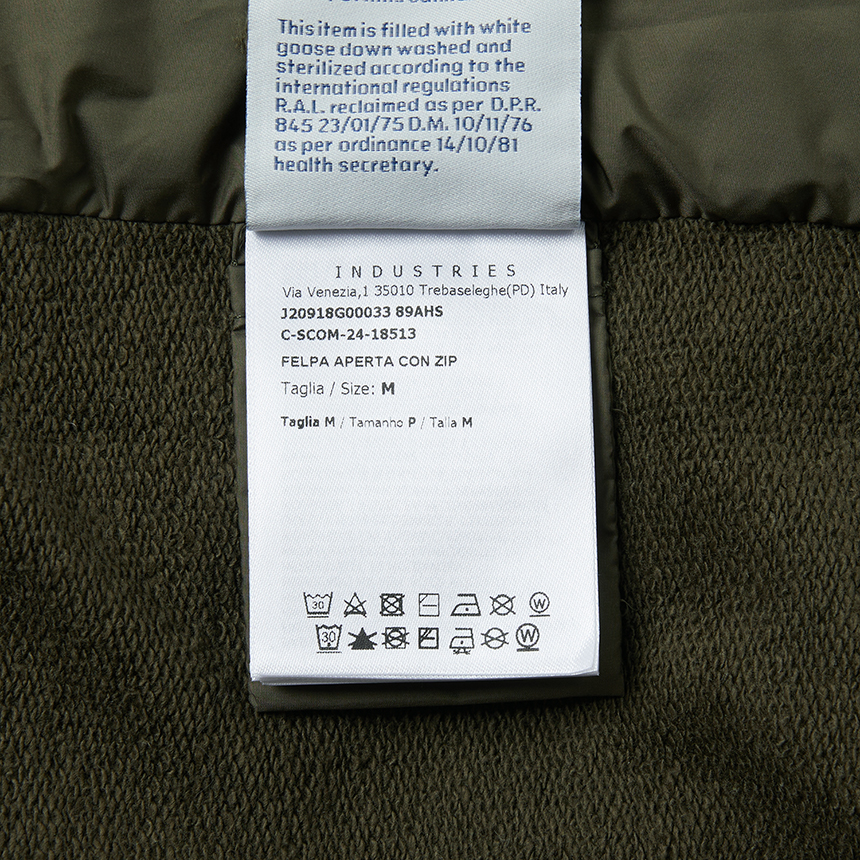 This item is filled with white
goose down washed and
sterilized according to the
international regulations
R.A.L. reclaimed as per D.P.R.
845 23/01/75 D.M. 10/11/76
as per ordinance 14/10/81
health secretary.
INDUSTRIES
Via Venezia,1 35010 Trebaseleghe(PD) Italy
J20918G00033 89AHS
C-SCOM-24-18513
FELPA APERTA CON ZIP
Taglia / Size: M
Taglia M / Tamanho P / Talla M
30 W
30 W